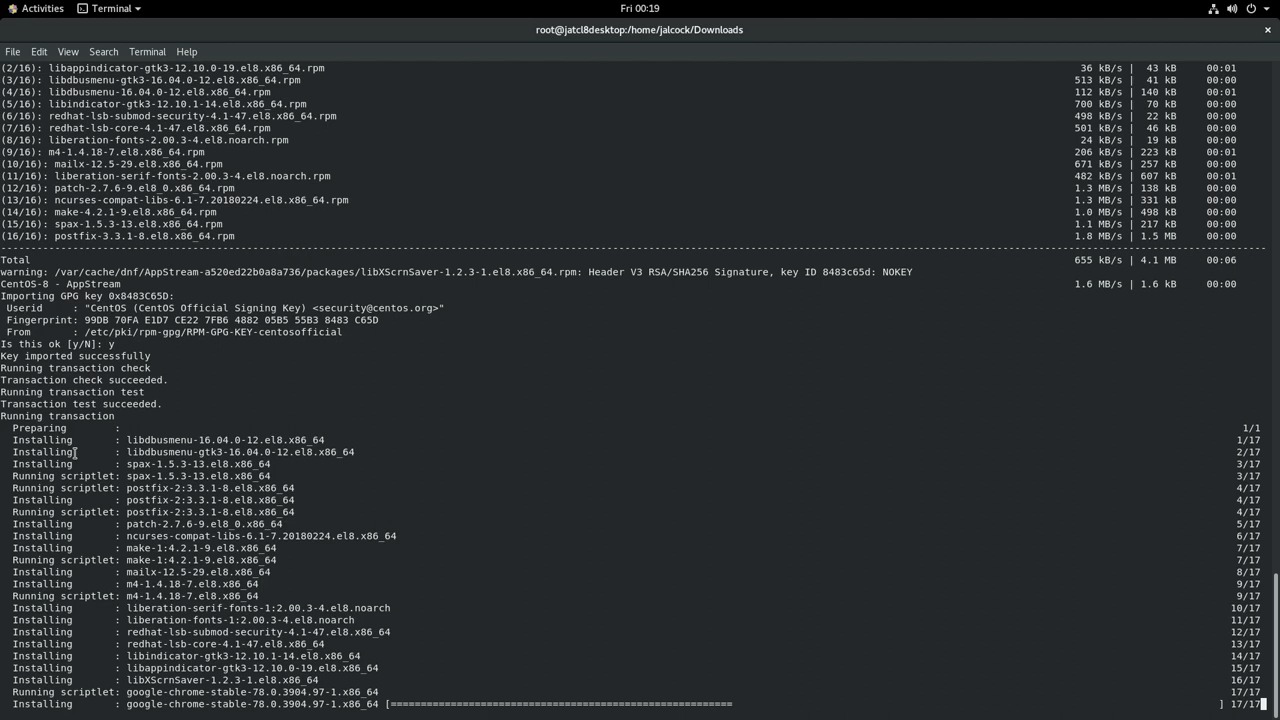 Activities Terminal Fri 00:19
root@jatcl8desktop:/home/jalcock/Downloads ×
File Edit View Search Terminal Help
(2/16): libappindicator-gtk3-12.10.0-19.el8.x86_64.rpm 36 kB/s | 43 kB 00:01
(3/16): libdbusmenu-gtk3-16.04.0-12.el8.x86_64.rpm 513 kB/s | 41 kB 00:00
(4/16): libdbusmenu-16.04.0-12.el8.x86_64.rpm 112 kB/s | 140 kB 00:01
(5/16): libindicator-gtk3-12.10.1-14.el8.x86_64.rpm 700 kB/s | 70 kB 00:00
(6/16): redhat-lsb-submod-security-4.1-47.el8.x86_64.rpm 498 kB/s | 22 kB 00:00
(7/16): redhat-lsb-core-4.1-47.el8.x86_64.rpm 501 kB/s | 46 kB 00:00
(8/16): liberation-fonts-2.00.3-4.el8.noarch.rpm 24 kB/s | 19 kB 00:00
(9/16): m4-1.4.18-7.el8.x86_64.rpm 206 kB/s | 223 kB 00:01
(10/16): mailx-12.5-29.el8.x86_64.rpm 671 kB/s | 257 kB 00:00
(11/16): liberation-serif-fonts-2.00.3-4.el8.noarch.rpm 482 kB/s | 607 kB 00:01
(12/16): patch-2.7.6-9.el8_0.x86_64.rpm 1.3 MB/s | 138 kB 00:00
(13/16): ncurses-compat-libs-6.1-7.20180224.el8.x86_64.rpm 1.3 MB/s | 331 kB 00:00
(14/16): make-4.2.1-9.el8.x86_64.rpm 1.0 MB/s | 498 kB 00:00
(15/16): spax-1.5.3-13.el8.x86_64.rpm 1.1 MB/s | 217 kB 00:00
(16/16): postfix-3.3.1-8.el8.x86_64.rpm 1.8 MB/s | 1.5 MB 00:00
Total 655 kB/s | 4.1 MB 00:06
warning: /var/cache/dnf/AppStream-a520ed22b0a8a736/packages/libXScrnSaver-1.2.3-1.el8.x86_64.rpm: Header V3 RSA/SHA256 Signature, key ID 8483c65d: NOKEY
CentOS-8 - AppStream 1.6 MB/s | 1.6 kB 00:00
Importing GPG key 0x8483C65D:
Userid : "CentOS (CentOS Official Signing Key) <security@centos.org>"
Fingerprint: 99DB 70FA E1D7 CE22 7FB6 4882 05B5 55B3 8483 C65D
From : /etc/pki/rpm-gpg/RPM-GPG-KEY-centosofficial
Is this ok [y/N]: y
Key imported successfully
Running transaction check
Transaction check succeeded.
Running transaction test
Transaction test succeeded.
Running transaction
Preparing : 1/1
Installing : libdbusmenu-16.04.0-12.el8.x86_64 1/17
Installing : libdbusmenu-gtk3-16.04.0-12.el8.x86_64 2/17
Installing : spax-1.5.3-13.el8.x86_64 3/17
Running scriptlet: spax-1.5.3-13.el8.x86_64 3/17
Running scriptlet: postfix-2:3.3.1-8.el8.x86_64 4/17
Installing : postfix-2:3.3.1-8.el8.x86_64 4/17
Running scriptlet: postfix-2:3.3.1-8.el8.x86_64 4/17
Installing : patch-2.7.6-9.el8_0.x86_64 5/17
Installing : ncurses-compat-libs-6.1-7.20180224.el8.x86_64 6/17
Installing : make-1:4.2.1-9.el8.x86_64 7/17
Running scriptlet: make-1:4.2.1-9.el8.x86_64 7/17
Installing : mailx-12.5-29.el8.x86_64 8/17
Installing : m4-1.4.18-7.el8.x86_64 9/17
Running scriptlet: m4-1.4.18-7.el8.x86_64 9/17
Installing : liberation-serif-fonts-1:2.00.3-4.el8.noarch 10/17
Installing : liberation-fonts-1:2.00.3-4.el8.noarch 11/17
Installing : redhat-lsb-submod-security-4.1-47.el8.x86_64 12/17
Installing : redhat-lsb-core-4.1-47.el8.x86_64 13/17
Installing : libindicator-gtk3-12.10.1-14.el8.x86_64 14/17
Installing : libappindicator-gtk3-12.10.0-19.el8.x86_64 15/17
Installing : libXScrnSaver-1.2.3-1.el8.x86_64 16/17
Running scriptlet: google-chrome-stable-78.0.3904.97-1.x86_64 17/17
Installing : google-chrome-stable-78.0.3904.97-1.x86_64 [========================================================= ] 17/17